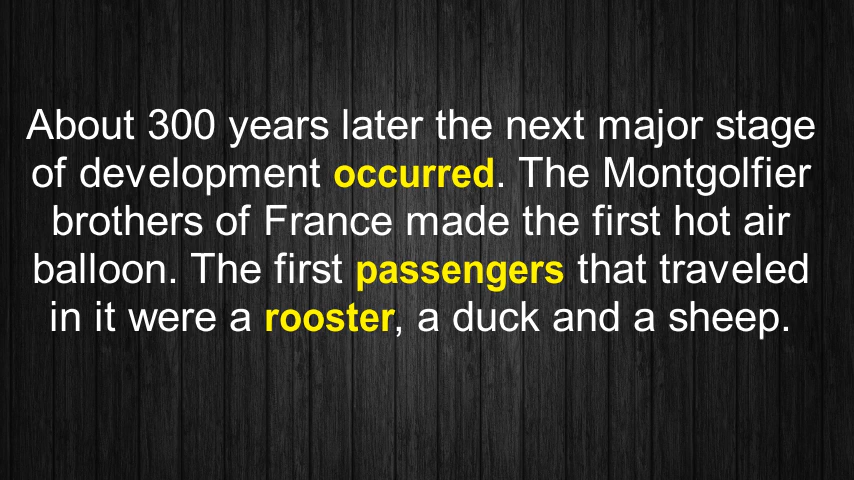 About 300 years later the next major stage
of development occurred. The Montgolfier
brothers of France made the first hot air
balloon. The first passengers that traveled
in it were a rooster, a duck and a sheep.